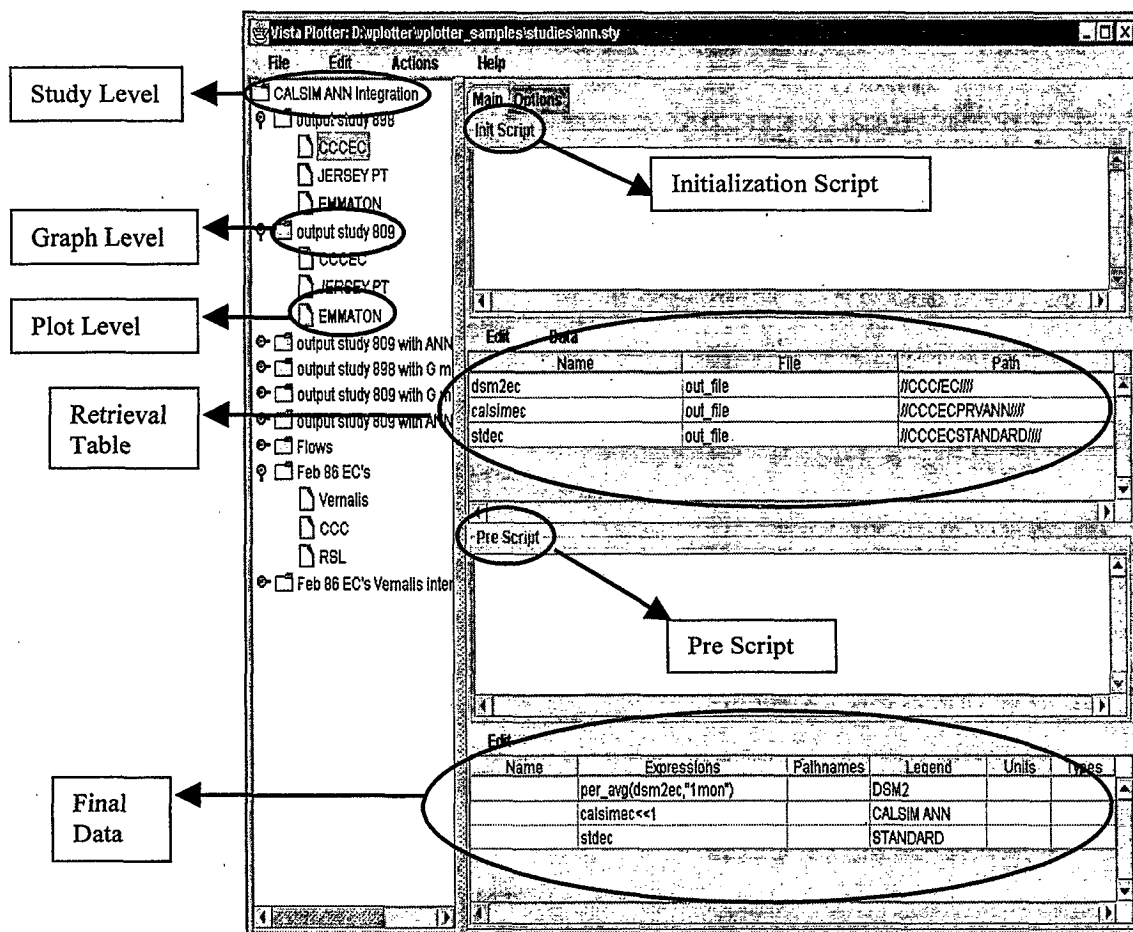 Vista Plotter: D:\vplotter\vplotter_samples\studies\ann.sty
File Edit Actions Help
Study Level
CALSIM ANN Integration
output study 898
CCCEC
JERSEY PT
EMMATON
Graph Level
output study 809
CCCEC
JERSEY PT
Plot Level
EMMATON
output study 809 with ANN
output study 898 with G m
output study 809 with G m
output study 809 with ANN
Retrieval
Table
Flows
Feb 86 EC's
Vernalis
CCC
RSL
Feb 86 EC's Vernalis inter
Main Options
Init Script
Initialization Script
Edit Data
Name File Path
dsm2ec out_file //CCC/EC////
calsimec out_file //CCCECPRVANN////
stdec out_file //CCCECSTANDARD////
Pre Script
Pre Script
Edit
Name Expressions Pathnames Legend Units Types
per_avg(dsm2ec,"1mon") DSM2
calsimec<<1 CALSIM ANN
stdec STANDARD
Final
Data